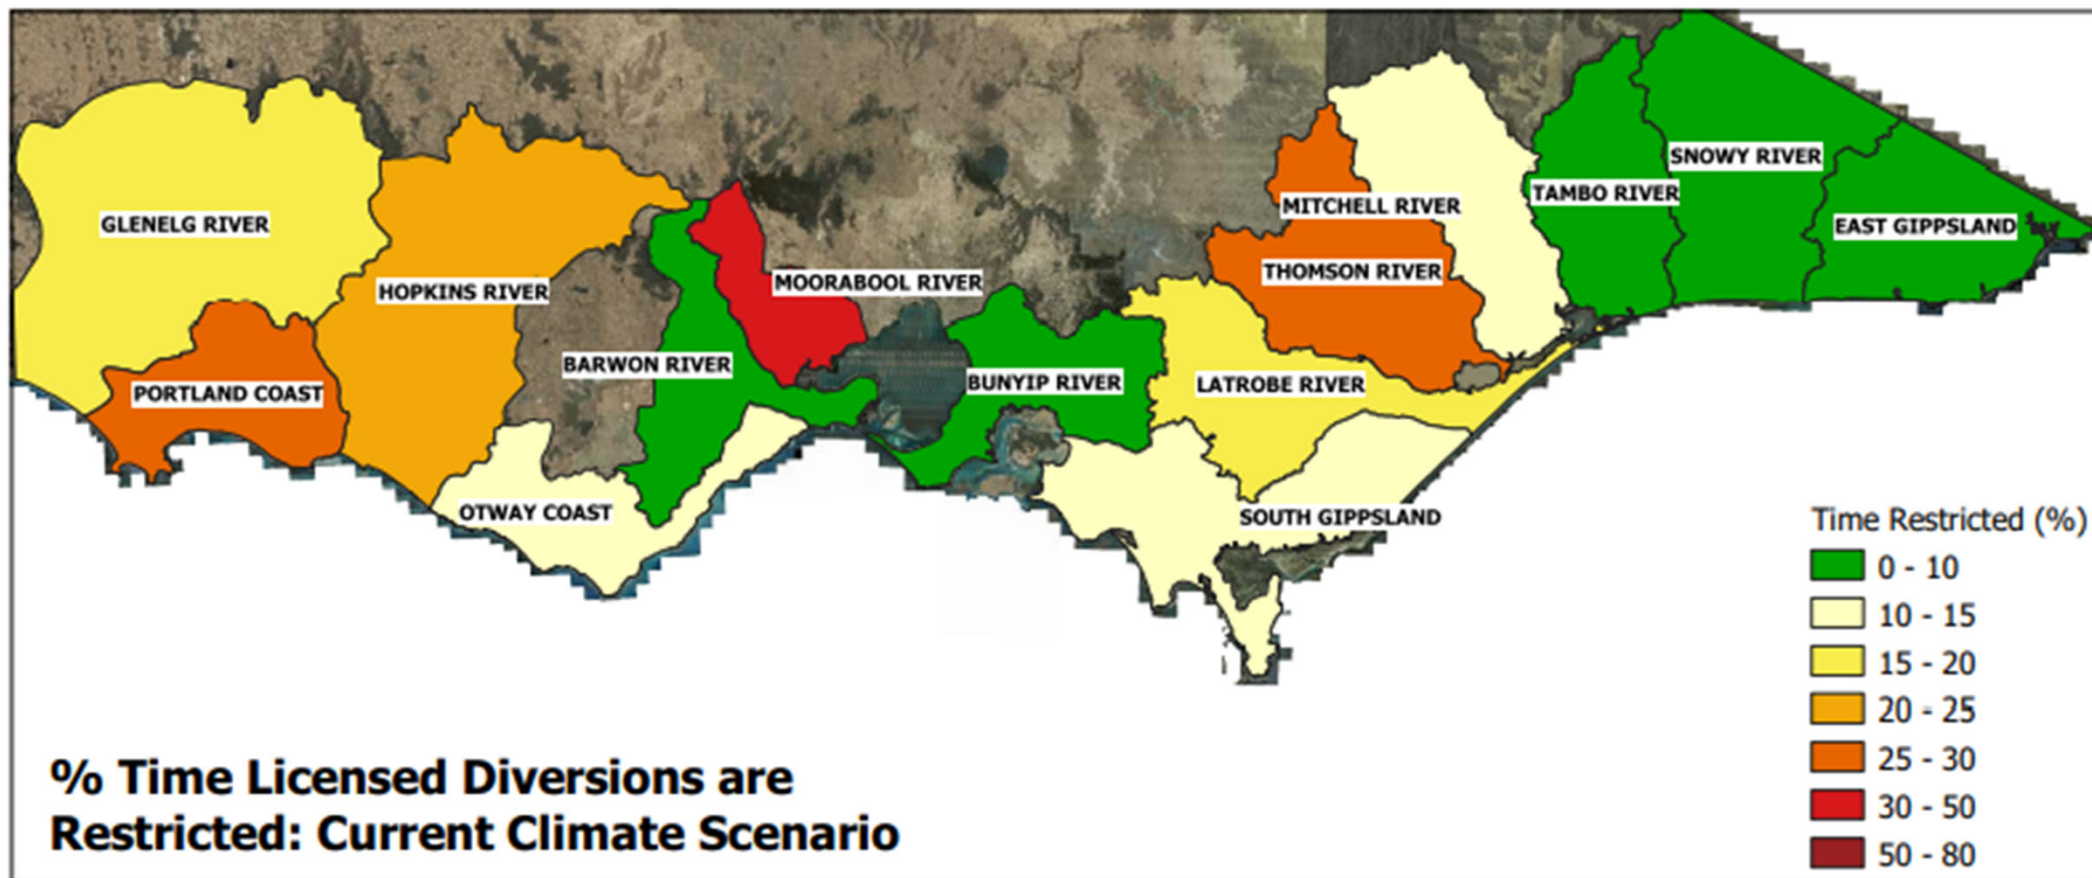 SNOWY RIVER
TAMBO RIVER
MITCHELL RIVER
GLENELG RIVER
EAST GIPPSLAND
THOMSON RIVER
MOORABOOL RIVER
HOPKINS RIVER
BARWON RIVER
BUNYIP RIVER
LATROBE RIVER
PORTLAND COAST
OTWAY COAST
SOUTH GIPPSLAND
Time Restricted (%)
0 - 10
10 - 15
15 - 20
20 - 25
25 - 30
30 - 50
50 - 80
% Time Licensed Diversions are
Restricted: Current Climate Scenario